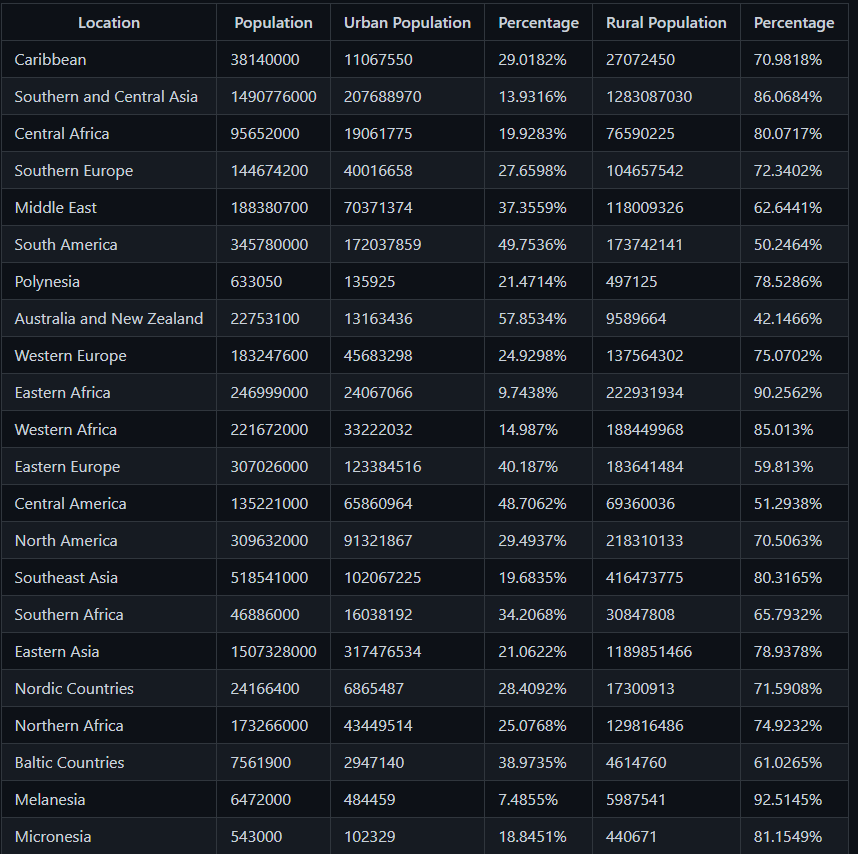 Location Population Urban Population Percentage Rural Population Percentage
Caribbean 38140000 11067550 29.0182% 27072450 70.9818%
Southern and Central Asia 1490776000 207688970 13.9316% 1283087030 86.0684%
Central Africa 95652000 19061775 19.9283% 76590225 80.0717%
Southern Europe 144674200 40016658 27.6598% 104657542 72.3402%
Middle East 188380700 70371374 37.3559% 118009326 62.6441%
South America 345780000 172037859 49.7536% 173742141 50.2464%
Polynesia 633050 135925 21.4714% 497125 78.5286%
Australia and New Zealand 22753100 13163436 57.8534% 9589664 42.1466%
Western Europe 183247600 45683298 24.9298% 137564302 75.0702%
Eastern Africa 246999000 24067066 9.7438% 222931934 90.2562%
Western Africa 221672000 33222032 14.987% 188449968 85.013%
Eastern Europe 307026000 123384516 40.187% 183641484 59.813%
Central America 135221000 65860964 48.7062% 69360036 51.2938%
North America 309632000 91321867 29.4937% 218310133 70.5063%
Southeast Asia 518541000 102067225 19.6835% 416473775 80.3165%
Southern Africa 46886000 16038192 34.2068% 30847808 65.7932%
Eastern Asia 1507328000 317476534 21.0622% 1189851466 78.9378%
Nordic Countries 24166400 6865487 28.4092% 17300913 71.5908%
Northern Africa 173266000 43449514 25.0768% 129816486 74.9232%
Baltic Countries 7561900 2947140 38.9735% 4614760 61.0265%
Melanesia 6472000 484459 7.4855% 5987541 92.5145%
Micronesia 543000 102329 18.8451% 440671 81.1549%